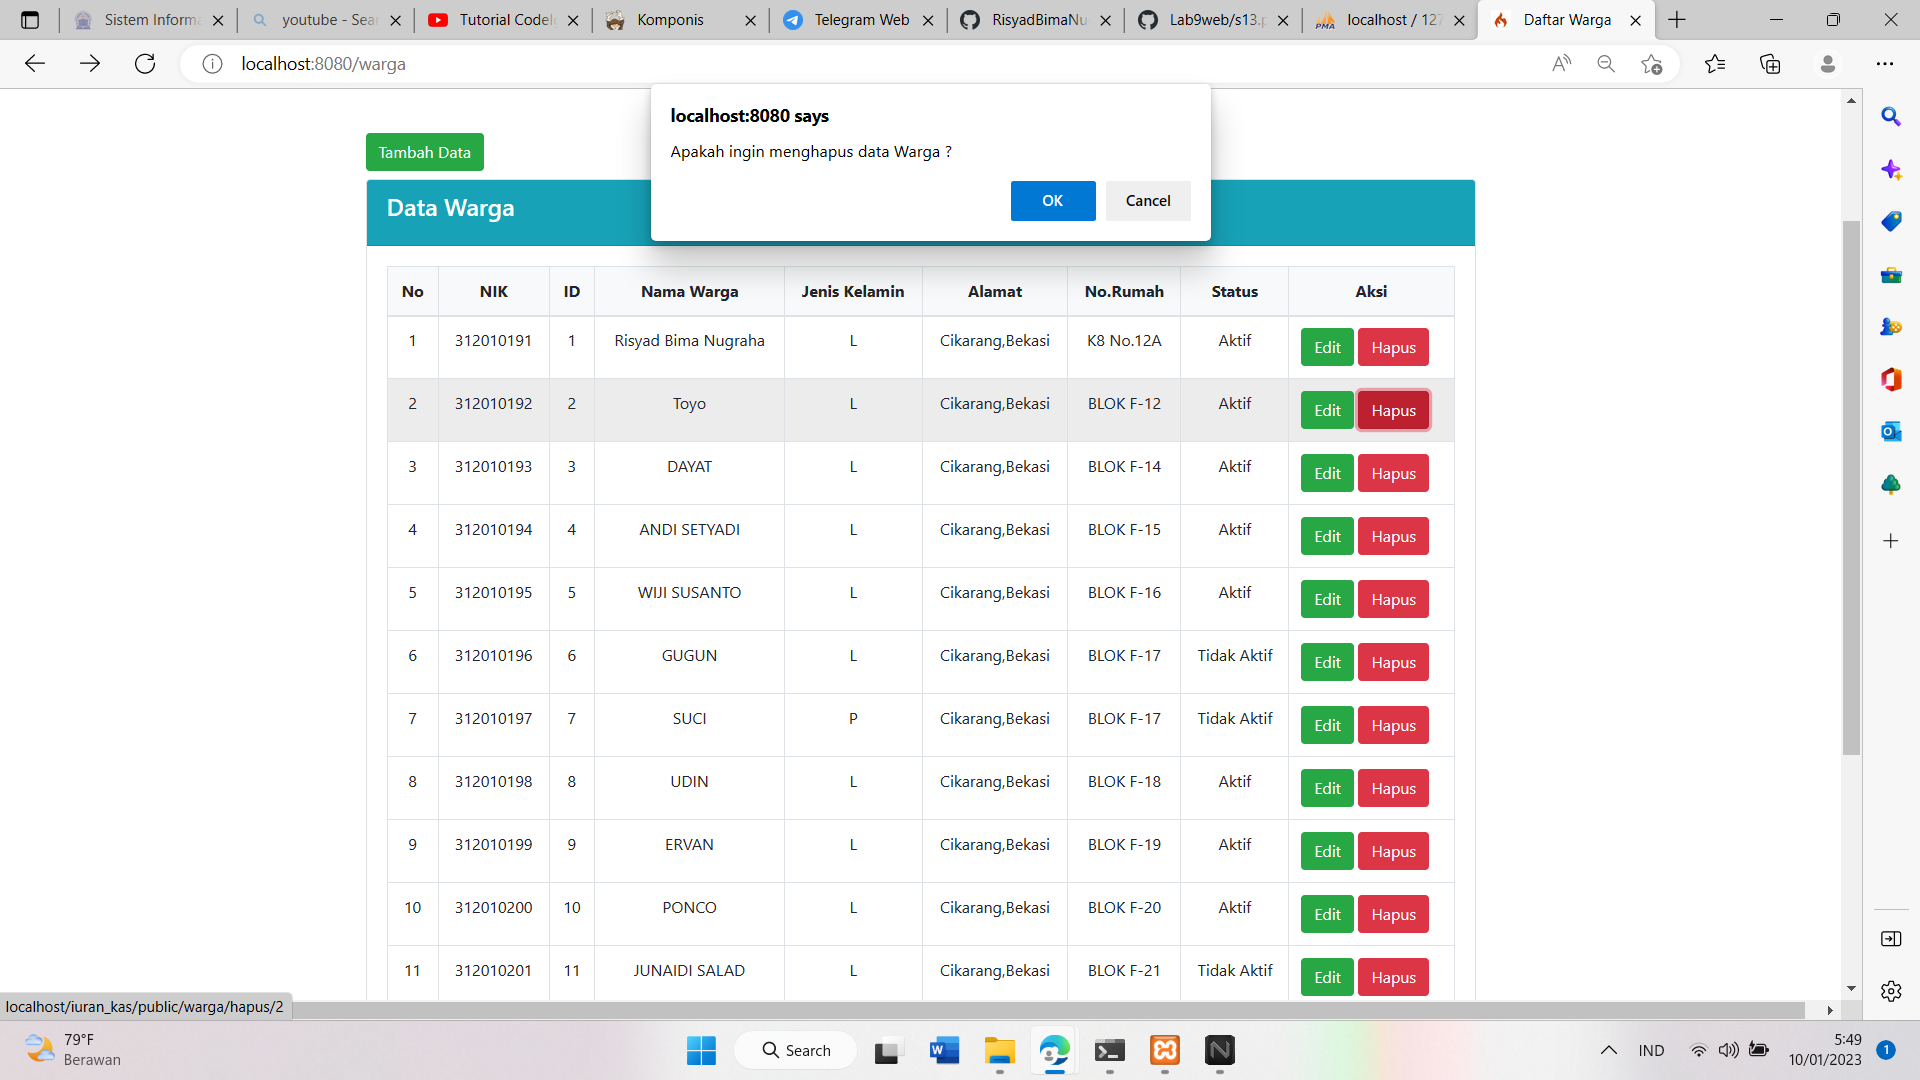 Sistem Informa
youtube - Sear
Tutorial CodeI
Komponis
Telegram Web
RisyadBimaNu
Lab9web/s13.p
localhost / 127
Daftar Warga
localhost:8080/warga
localhost:8080 says
Apakah ingin menghapus data Warga ?
OK Cancel
Tambah Data
Data Warga
No NIK ID Nama Warga Jenis Kelamin Alamat No.Rumah Status Aksi
1 312010191 1 Risyad Bima Nugraha L Cikarang,Bekasi K8 No.12A Aktif Edit Hapus
2 312010192 2 Toyo L Cikarang,Bekasi BLOK F-12 Aktif Edit Hapus
3 312010193 3 DAYAT L Cikarang,Bekasi BLOK F-14 Aktif Edit Hapus
4 312010194 4 ANDI SETYADI L Cikarang,Bekasi BLOK F-15 Aktif Edit Hapus
5 312010195 5 WIJI SUSANTO L Cikarang,Bekasi BLOK F-16 Aktif Edit Hapus
6 312010196 6 GUGUN L Cikarang,Bekasi BLOK F-17 Tidak Aktif Edit Hapus
7 312010197 7 SUCI P Cikarang,Bekasi BLOK F-17 Tidak Aktif Edit Hapus
8 312010198 8 UDIN L Cikarang,Bekasi BLOK F-18 Aktif Edit Hapus
9 312010199 9 ERVAN L Cikarang,Bekasi BLOK F-19 Aktif Edit Hapus
10 312010200 10 PONCO L Cikarang,Bekasi BLOK F-20 Aktif Edit Hapus
11 312010201 11 JUNAIDI SALAD L Cikarang,Bekasi BLOK F-21 Tidak Aktif Edit Hapus
localhost/iuran_kas/public/warga/hapus/2
79°F
Berawan
Search
IND
5:49
10/01/2023
1